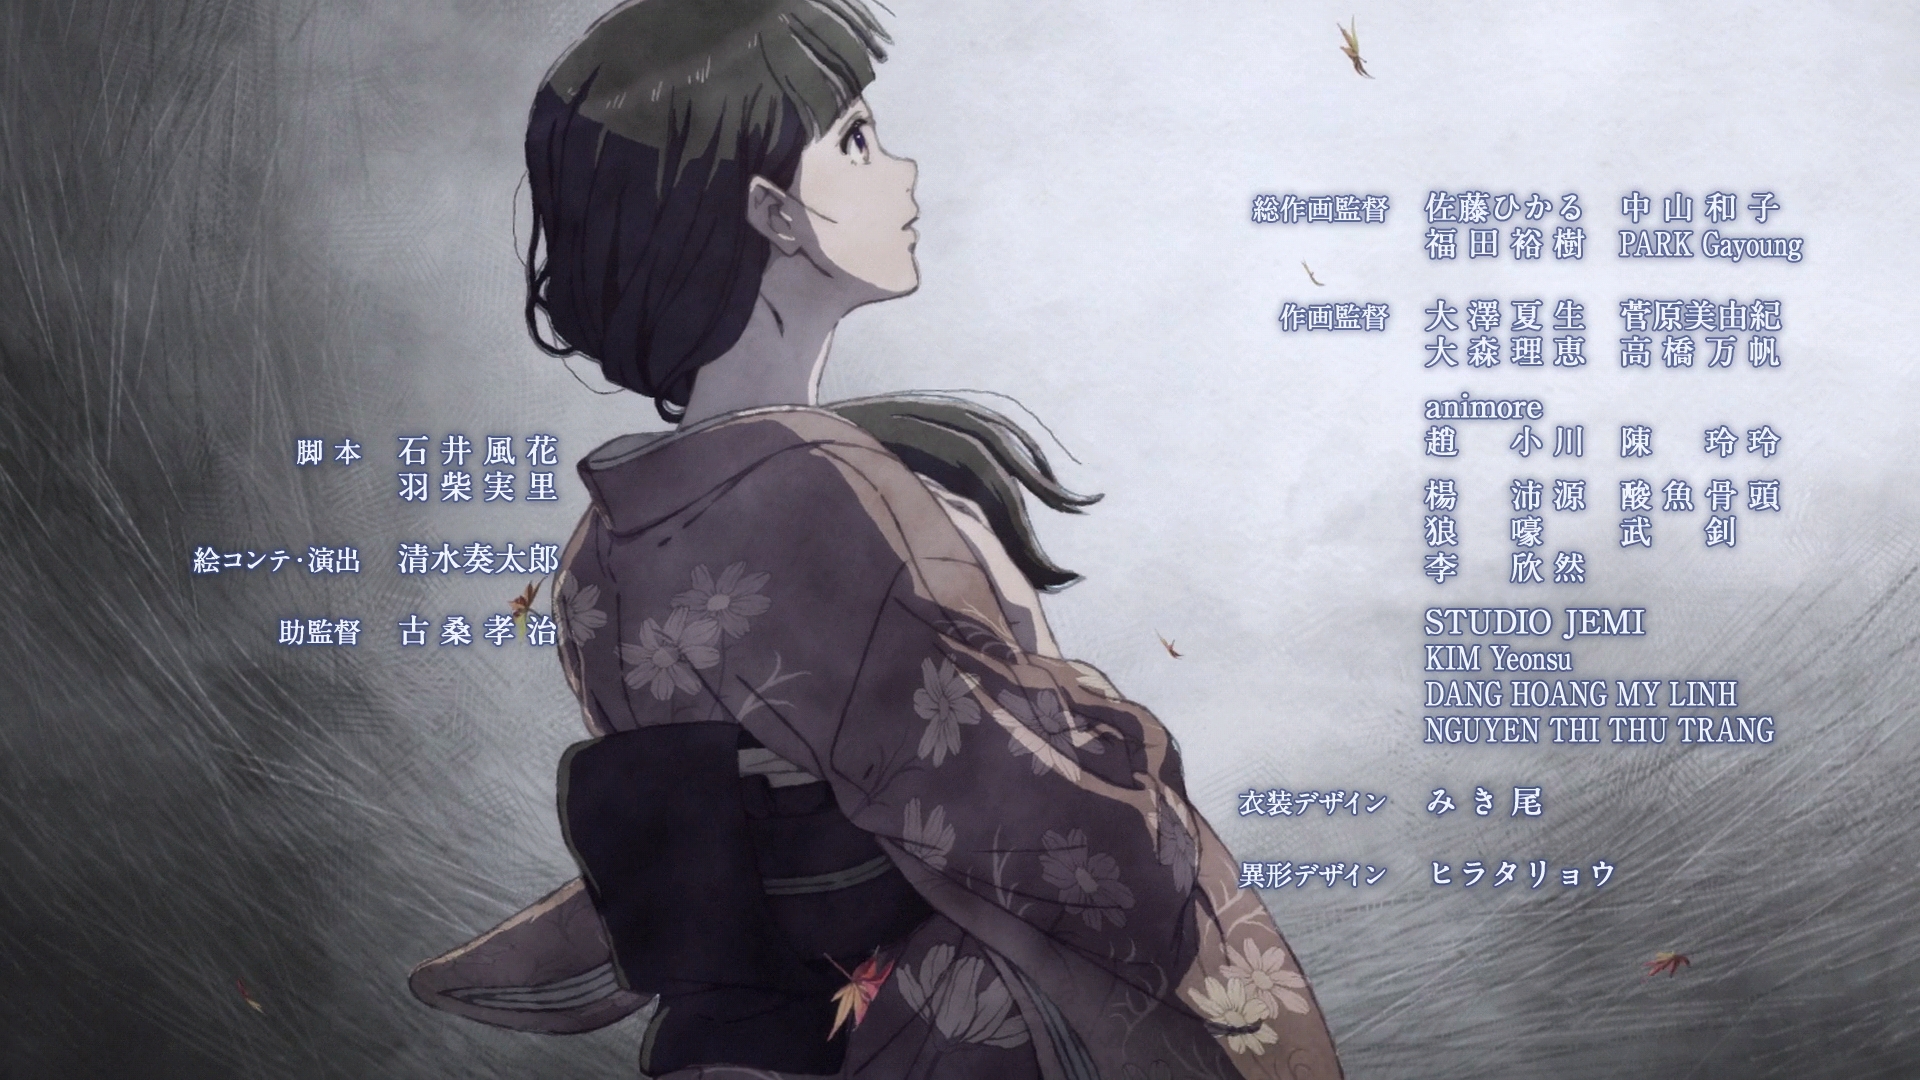 脚本 石井風花
羽柴実里
絵コンテ・演出 清水奏太郎
助監督 古桑孝治
総作画監督 佐藤ひかる 中山和子
福田裕樹 PARK Gayoung
作画監督 大澤夏生 菅原美由紀
大森理恵 高橋万帆
animore
趙小川 陳玲玲
楊沛源 酸魚骨頭
狼嚎 武釗
李欣然
STUDIO JEMI
KIM Yeonsu
DANG HOANG MY LINH
NGUYEN THI THU TRANG
衣装デザイン みき尾
異形デザイン ヒラタリョウ